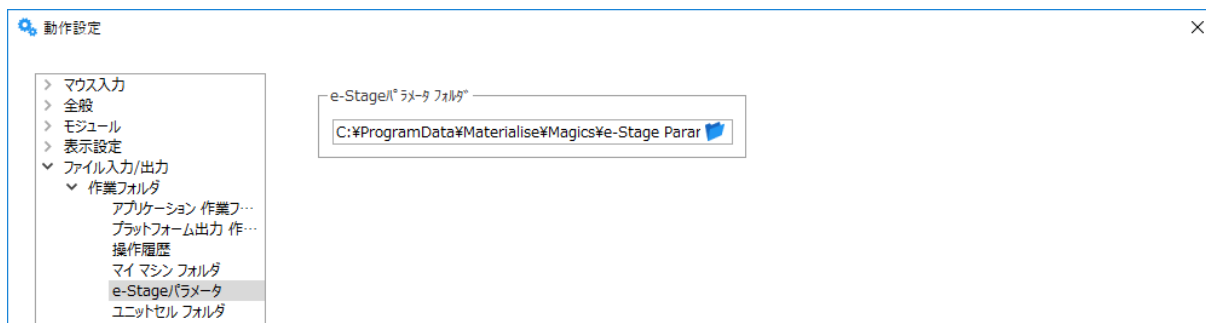 動作設定
マウス入力
全般
モジュール
表示設定
ファイル入力/出力
作業フォルダ
アプリケーション 作業フ…
プラットフォーム出力 作…
操作履歴
マイ マシン フォルダ
e-Stageパラメータ
ユニットセル フォルダ
e-Stageパラメータ フォルダ
C:¥ProgramData¥Materialise¥Magics¥e-Stage Parar